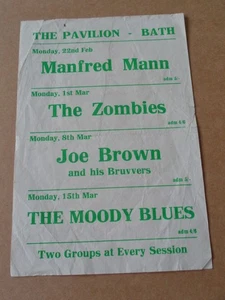 THE PAVILION - BATH
Monday, 22nd Feb
Manfred Mann
Monday, 1st Mar
The Zombies
Monday, 8th Mar
Joe Brown
and his Bruvvers
Monday, 15th Mar
THE MOODY BLUES
Two Groups at Every Session